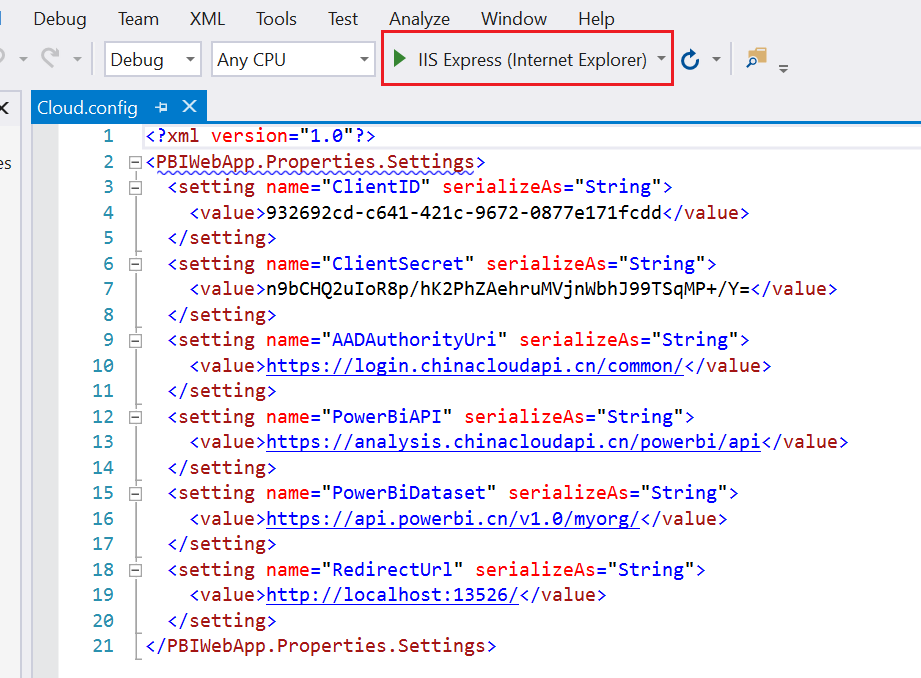 Debug Team XML Tools Test Analyze Window Help
Debug Any CPU IIS Express (Internet Explorer)
Cloud.config
es
1 <?xml version="1.0"?>
2 <PBIWebApp.Properties.Settings>
3 <setting name="ClientID" serializeAs="String">
4 <value>932692cd-c641-421c-9672-0877e171fcdd</value>
5 </setting>
6 <setting name="ClientSecret" serializeAs="String">
7 <value>n9bCHQ2uIoR8p/hK2PhZAehruMVjnWbhJ99TSqMP+/Y=</value>
8 </setting>
9 <setting name="AADAuthorityUri" serializeAs="String">
10 <value>https://login.chinacloudapi.cn/common/</value>
11 </setting>
12 <setting name="PowerBiAPI" serializeAs="String">
13 <value>https://analysis.chinacloudapi.cn/powerbi/api</value>
14 </setting>
15 <setting name="PowerBiDataset" serializeAs="String">
16 <value>https://api.powerbi.cn/v1.0/myorg/</value>
17 </setting>
18 <setting name="RedirectUrl" serializeAs="String">
19 <value>http://localhost:13526/</value>
20 </setting>
21 </PBIWebApp.Properties.Settings>